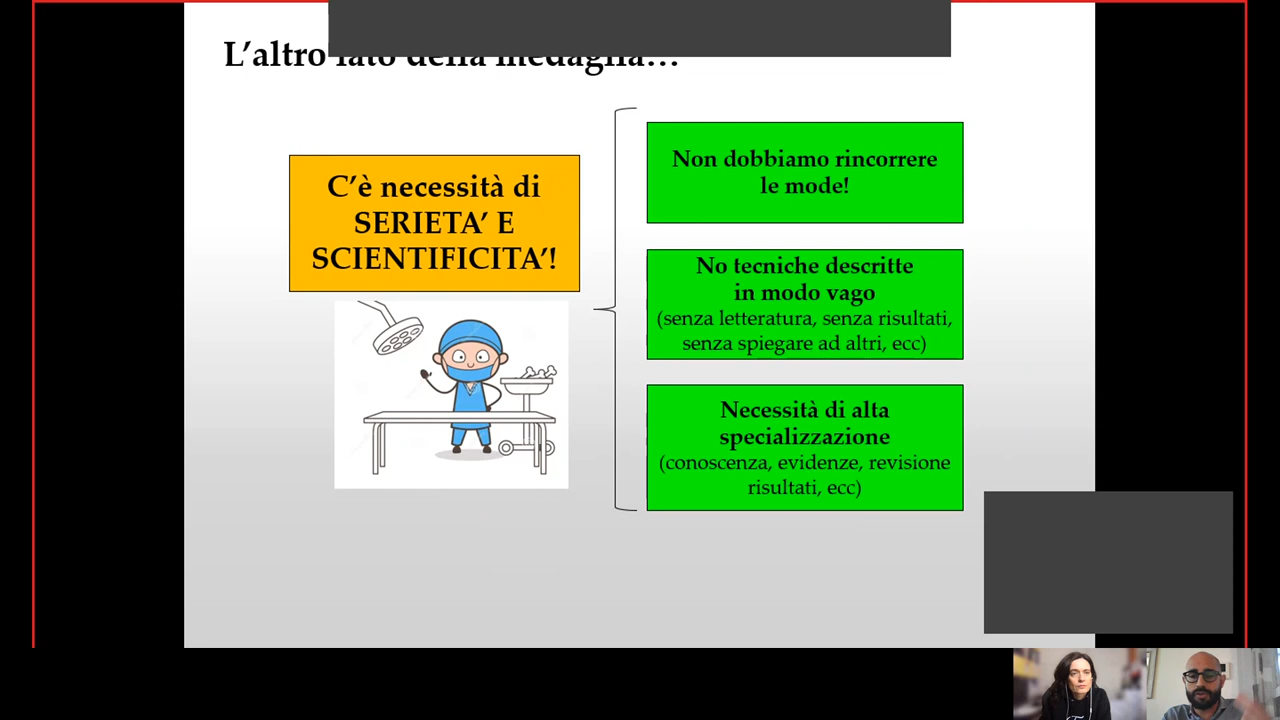 L’altro lato della medaglia…
C’è necessità di
SERIETA’ E
SCIENTIFICITA’!
Non dobbiamo rincorrere
le mode!
No tecniche descritte
in modo vago
(senza letteratura, senza risultati,
senza spiegare ad altri, ecc)
Necessità di alta
specializzazione
(conoscenza, evidenze, revisione
risultati, ecc)